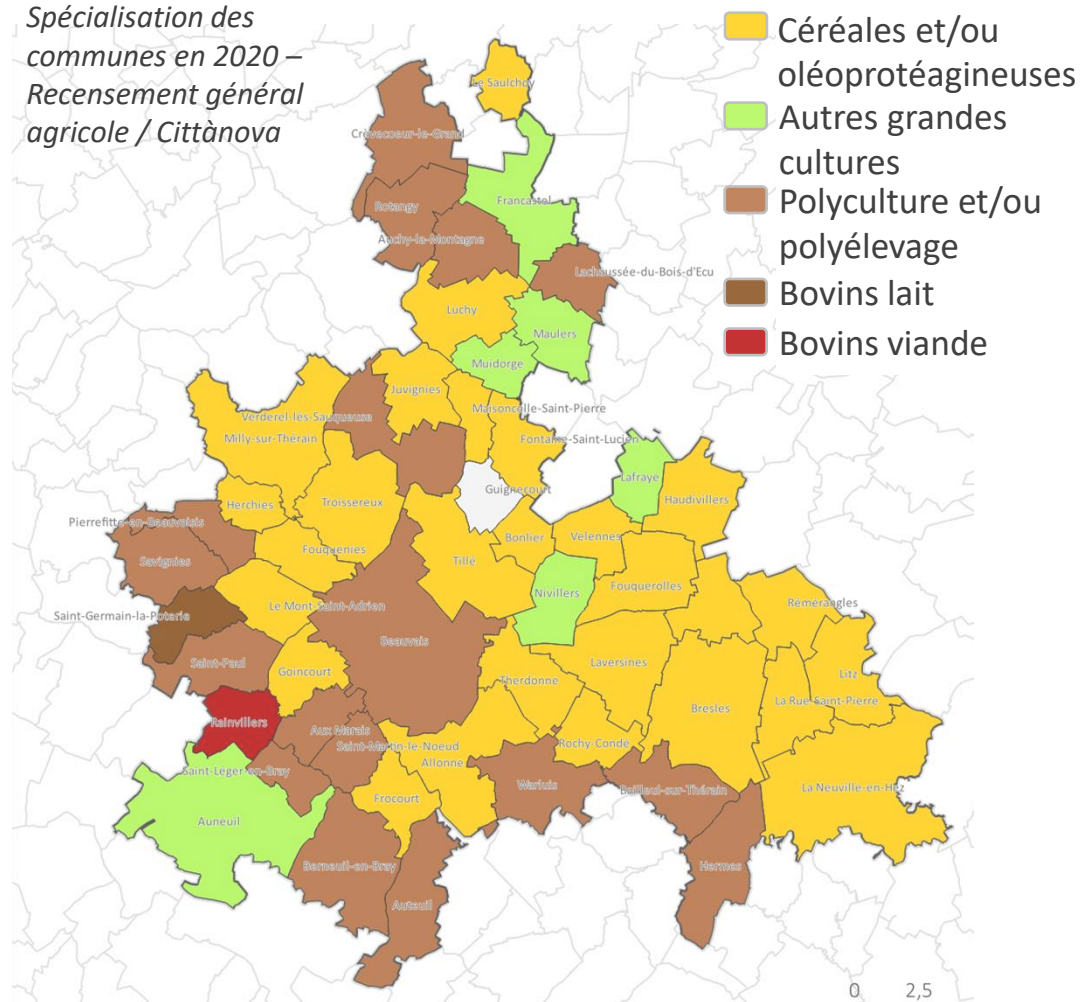 Spécialisation des
communes en 2020 –
Recensement général
agricole / Cittànova
Céréales et/ou
oléoprotéagineuses
Autres grandes
cultures
Polyculture et/ou
polyélevage
Bovins lait
Bovins viande
Le Saulchoy
Crèvecoeur-le-Grand
Francastel
Rotangy
Auchy-la-Montagne
Lachaussée-du-Bois-d'Ecu
Luchy
Maulers
Muidorge
Juvignies
Maisoncelle-Saint-Pierre
Verderel-lès-Sauqueuse
Milly-sur-Thérain
Fontaine-Saint-Lucien
Lafraye
Guignecourt
Haudivillers
Herchies
Troissereux
Pierrefitte-en-Beauvaisis
Bonlier
Velennes
Fouquenies
Savignies
Tillé
Fouquerolles
Nivillers
Rémérangles
Le Mont-Saint-Adrien
Saint-Germain-la-Poterie
Beauvais
Saint-Paul
Laversines
Goincourt
Therdonne
Litz
La Rue-Saint-Pierre
Bresles
Rainvillers
Aux Marais
Saint-Martin-le-Noeud
Rochy-Condé
Allonne
Saint-Léger-en-Bray
Warluis
Bailleul-sur-Thérain
La Neuville-en-Hez
Frocourt
Auneuil
Berneuil-en-Bray
Hermes
Auteuil
0 2,5